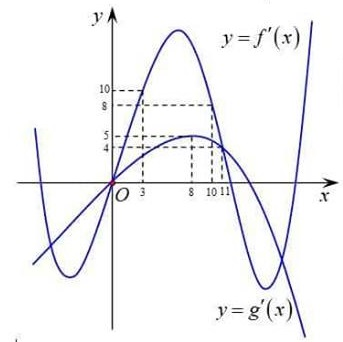 y
y = f′(x)
10
8
5
4
O 3 8 10 11 x
y = g′(x)